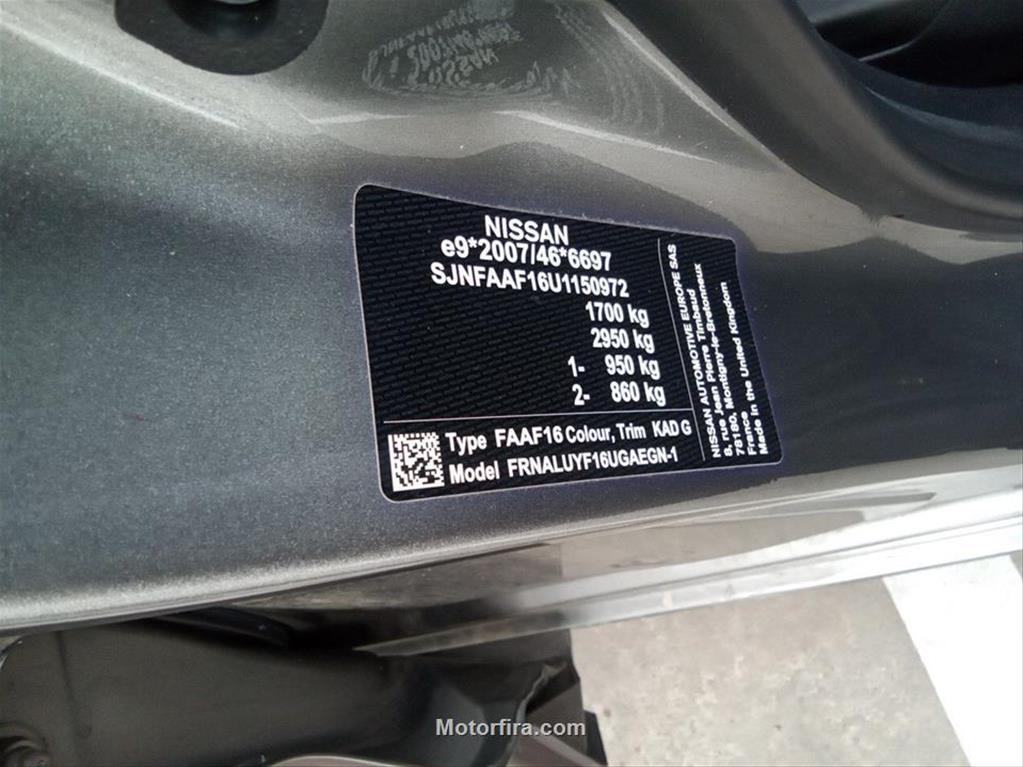 NISSAN
e9*2007/46*6697
SJNFAAF16U1150972
1700 kg
2950 kg
1- 950 kg
2- 860 kg
Type FAAF16 Colour, Trim KAD G
Model FRNALUYF16UGAEGN-1
NISSAN AUTOMOTIVE EUROPE SAS
8, rue Jean Pierre Timbaud
78180, Montigny-le-Bretonneux
France
Made in the United Kingdom
Motorfira.com